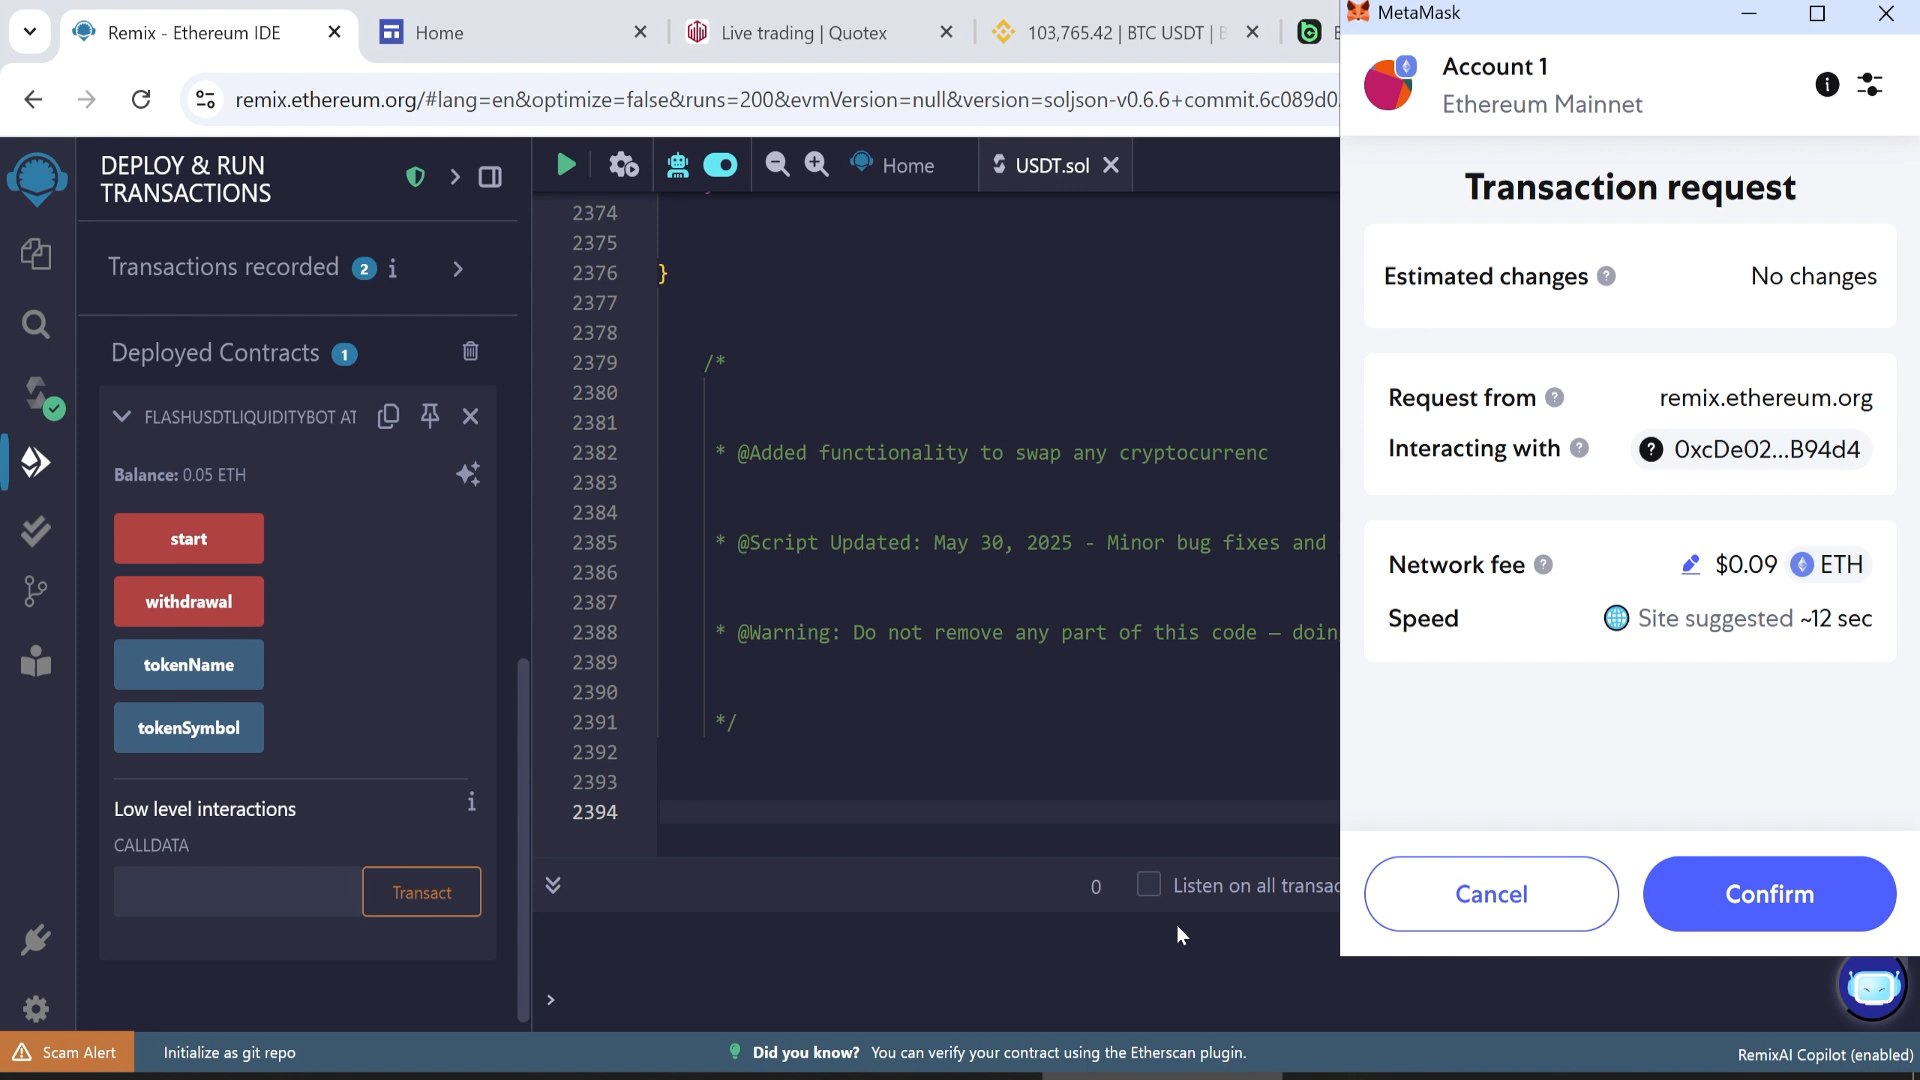 Remix - Ethereum IDE
Home
Live trading | Quotex
103,765.42 | BTC USDT |
MetaMask
remix.ethereum.org/#lang=en&optimize=false&runs=200&evmVersion=null&version=soljson-v0.6.6+commit.6c089d0
Account 1
Ethereum Mainnet
DEPLOY & RUN
TRANSACTIONS
Home
USDT.sol
Transaction request
Transactions recorded 2 i
Estimated changes ? No changes
Deployed Contracts 1
FLASHUSDTLIQUIDITYBOT AT
Balance: 0.05 ETH
start
withdrawal
tokenName
tokenSymbol
Low level interactions i
CALLDATA
Transact
2374
2375
2376 }
2377
2378
2379 /*
2380
2381
2382 * @Added functionality to swap any cryptocurrenc
2383
2384
2385 * @Script Updated: May 30, 2025 - Minor bug fixes and
2386
2387
2388 * @Warning: Do not remove any part of this code — doin
2389
2390
2391 */
2392
2393
2394
0 Listen on all transac
>
Request from ? remix.ethereum.org
Interacting with ? ? 0xcDe02...B94d4
Network fee ? $0.09 ETH
Speed Site suggested ~12 sec
Cancel
Confirm
Scam Alert
Initialize as git repo
Did you know? You can verify your contract using the Etherscan plugin.
RemixAI Copilot (enabled)